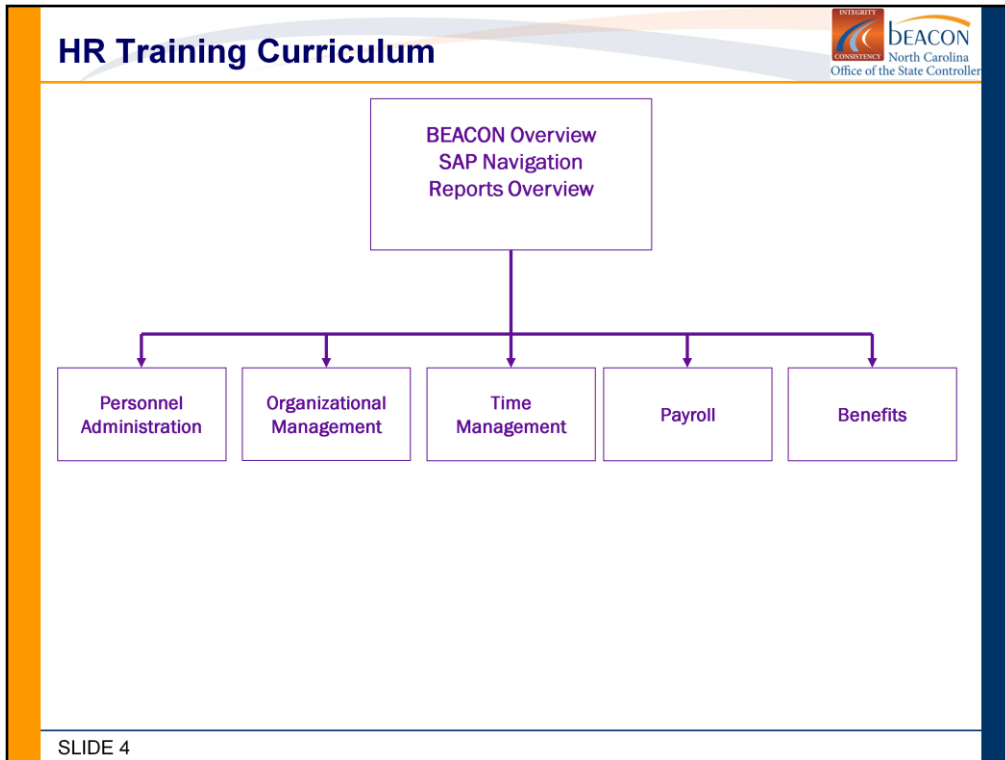 HR Training Curriculum
INTEGRITY
CONSISTENCY
bEACON
North Carolina
Office of the State Controller
BEACON Overview
SAP Navigation
Reports Overview
Personnel
Administration
Organizational
Management
Time
Management
Payroll
Benefits
SLIDE 4